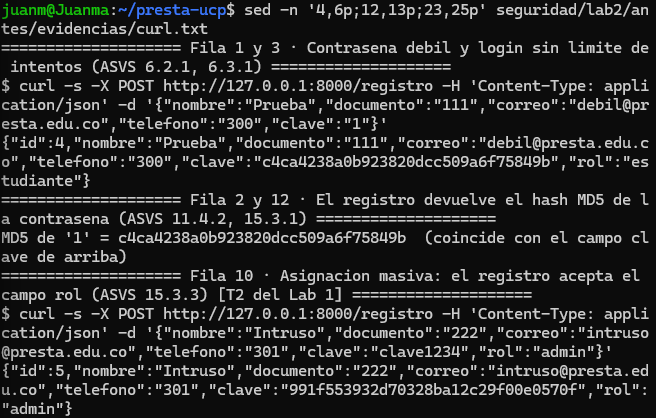 juanm@Juanma:~/presta-ucp$ sed -n '4,6p;12,13p;23,25p' seguridad/lab2/an
tes/evidencias/curl.txt
==================== Fila 1 y 3 · Contrasena debil y login sin limite de
 intentos (ASVS 6.2.1, 6.3.1) ====================
$ curl -s -X POST http://127.0.0.1:8000/registro -H 'Content-Type: appli
cation/json' -d '{"nombre":"Prueba","documento":"111","correo":"debil@pr
esta.edu.co","telefono":"300","clave":"1"}'
{"id":4,"nombre":"Prueba","documento":"111","correo":"debil@presta.edu.c
o","telefono":"300","clave":"c4ca4238a0b923820dcc509a6f75849b","rol":"es
tudiante"}
==================== Fila 2 y 12 · El registro devuelve el hash MD5 de l
a contrasena (ASVS 11.4.2, 15.3.1) ====================
MD5 de '1' = c4ca4238a0b923820dcc509a6f75849b  (coincide con el campo cl
ave de arriba)
==================== Fila 10 · Asignacion masiva: el registro acepta el
campo rol (ASVS 15.3.3) [T2 del Lab 1] ====================
$ curl -s -X POST http://127.0.0.1:8000/registro -H 'Content-Type: appli
cation/json' -d '{"nombre":"Intruso","documento":"222","correo":"intruso
@presta.edu.co","telefono":"301","clave":"clave1234","rol":"admin"}'
{"id":5,"nombre":"Intruso","documento":"222","correo":"intruso@presta.ed
u.co","telefono":"301","clave":"991f553932d70328ba12c29f00e0570f","rol":
"admin"}